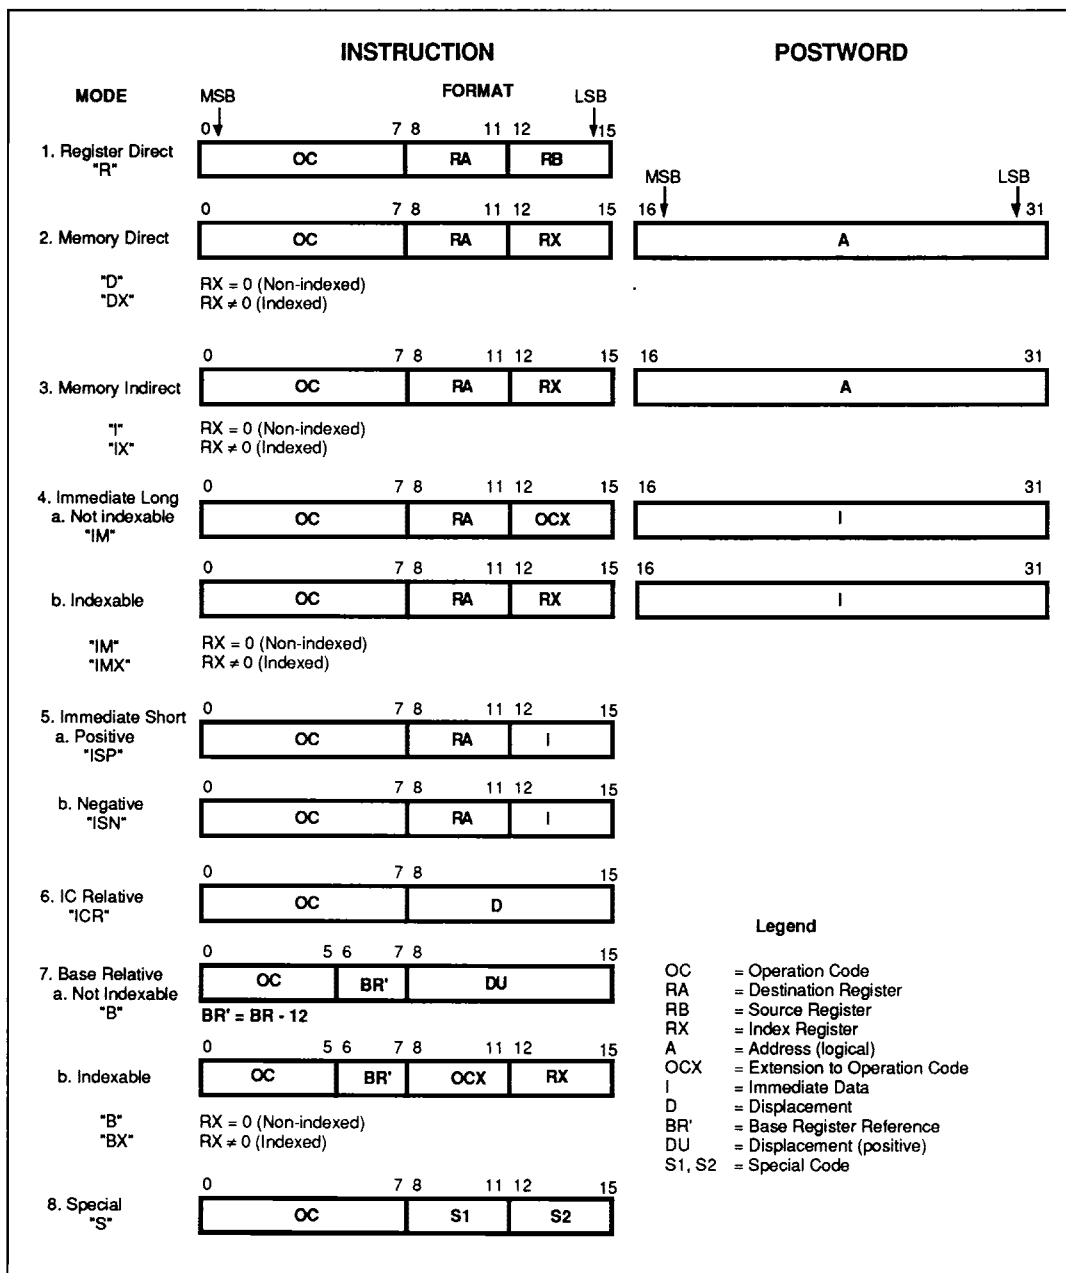 INSTRUCTION POSTWORD
MODE MSB FORMAT LSB
0 7 8 11 12 15
1. Register Direct OC RA RB
"R"
MSB LSB
0 7 8 11 12 15 16 31
2. Memory Direct OC RA RX A
"D" RX = 0 (Non-indexed)
"DX" RX ≠ 0 (Indexed)
0 7 8 11 12 15 16 31
3. Memory Indirect OC RA RX A
"I" RX = 0 (Non-indexed)
"IX" RX ≠ 0 (Indexed)
0 7 8 11 12 15 16 31
4. Immediate Long
a. Not indexable OC RA OCX I
"IM"
0 7 8 11 12 15 16 31
b. Indexable OC RA RX I
"IM" RX = 0 (Non-indexed)
"IMX" RX ≠ 0 (Indexed)
0 7 8 11 12 15
5. Immediate Short
a. Positive OC RA I
"ISP"
0 7 8 11 12 15
b. Negative OC RA I
"ISN"
0 7 8 15
6. IC Relative OC D
"ICR"
0 5 6 7 8 15
7. Base Relative OC BR' DU
a. Not Indexable
"B" BR' = BR - 12
0 5 6 7 8 11 12 15
b. Indexable OC BR' OCX RX
"B" RX = 0 (Non-indexed)
"BX" RX ≠ 0 (Indexed)
0 7 8 11 12 15
8. Special OC S1 S2
"S"
Legend
OC = Operation Code
RA = Destination Register
RB = Source Register
RX = Index Register
A = Address (logical)
OCX = Extension to Operation Code
I = Immediate Data
D = Displacement
BR' = Base Register Reference
DU = Displacement (positive)
S1, S2 = Special Code